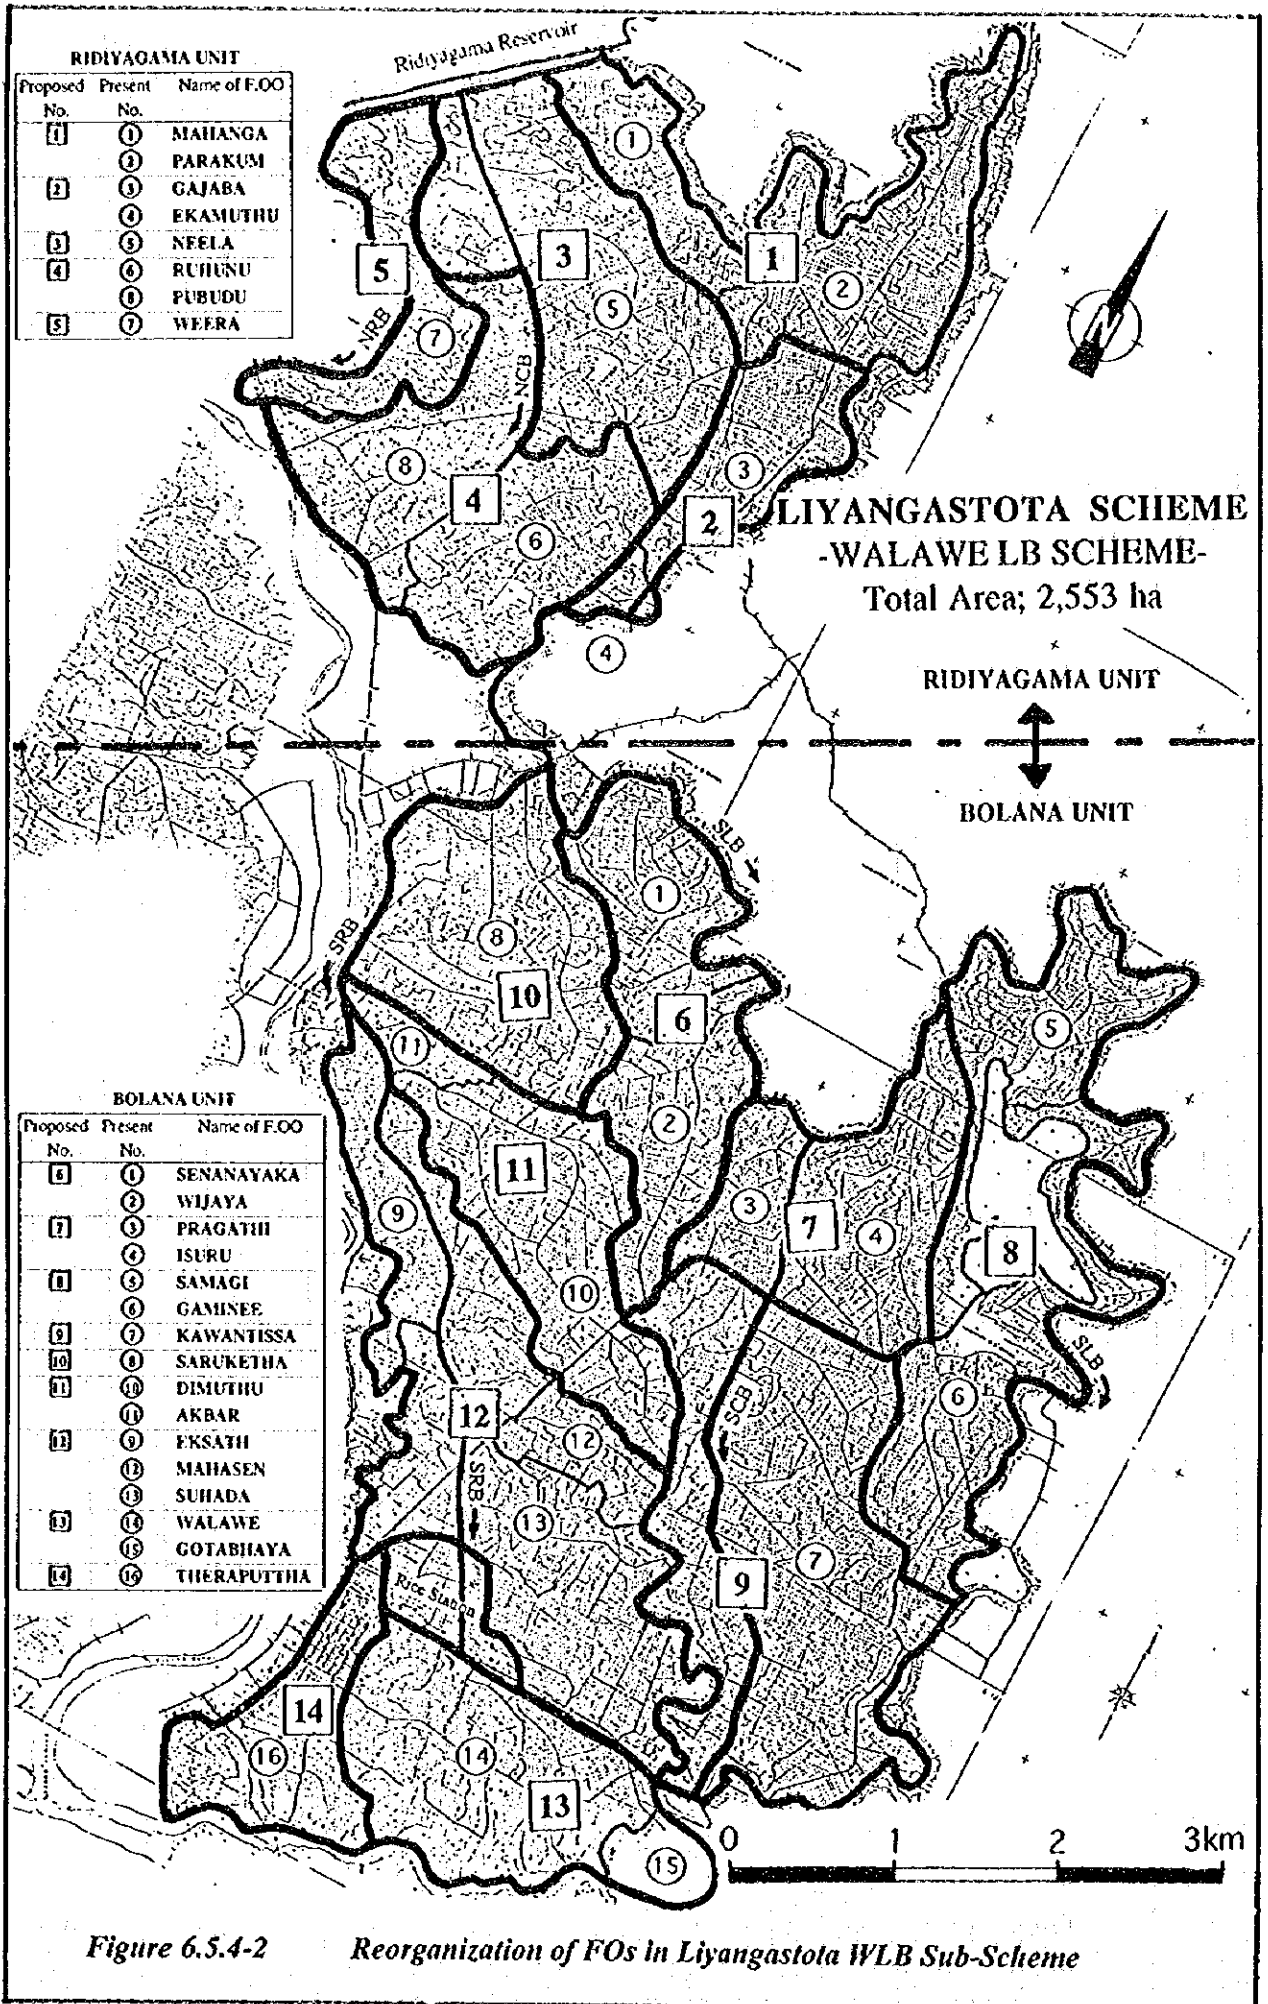 Ridiyagama Reservoir
RIDIYAGAMA UNIT
Proposed No. Present No. Name of F.OO
1 1 MAHANGA
2 PARAKUM
2 3 GAJABA
4 EKAMUTHU
3 5 NEELA
4 6 RUHUNU
8 PUBUDU
5 7 WEERA
1
1
5
3
2
5
NRB
7
NCB
8
3
4
2
6
4
LIYANGASTOTA SCHEME
-WALAWE LB SCHEME-
Total Area; 2,553 ha
N
RIDIYAGAMA UNIT
BOLANA UNIT
SLB
1
SRB
8
10
6
5
11
2
11
9
3
7
4
8
10
BOLANA UNIT
Proposed No. Present No. Name of F.OO
6 1 SENANAYAKA
2 WIJAYA
7 3 PRAGATHI
4 ISURU
8 5 SAMAGI
6 GAMINEE
9 7 KAWANTISSA
10 8 SARUKETHA
11 10 DIMUTHU
11 AKBAR
12 9 EKSATH
12 MAHASEN
13 SUHADA
13 14 WALAWE
15 GOTABHAYA
14 16 THERAPUTTHA
SLB
6
SCB
12
12
SRB
13
7
9
Rice Station
14
16
14
13
15
0 1 2 3km
Figure 6.5.4-2 Reorganization of FOs in Liyangastota WLB Sub-Scheme